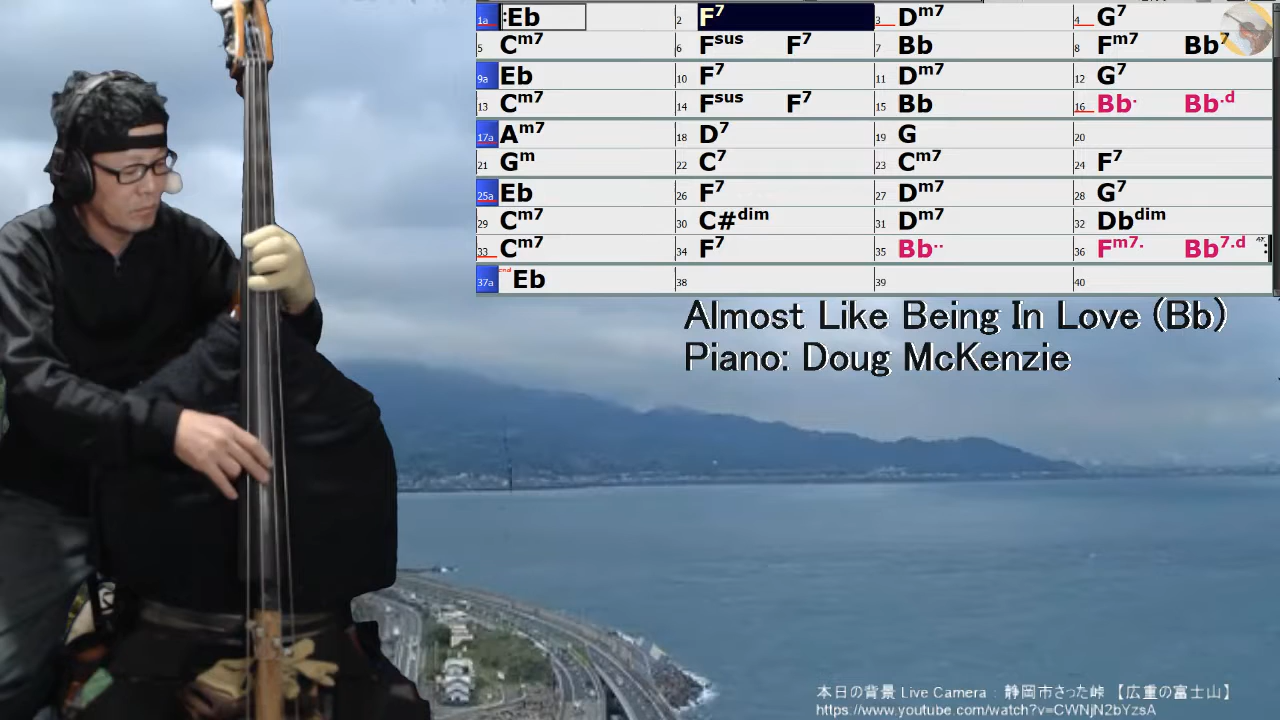 1a Eb 2 F7 3 Dm7 4 G7
5 Cm7 6 Fsus F7 7 Bb 8 Fm7 Bb7
9a Eb 10 F7 11 Dm7 12 G7
13 Cm7 14 Fsus F7 15 Bb 16 Bb. Bb.d
17a Am7 18 D7 19 G 20
21 Gm 22 C7 23 Cm7 24 F7
25a Eb 26 F7 27 Dm7 28 G7
29 Cm7 30 C#dim 31 Dm7 32 Dbdim
33 Cm7 34 F7 35 Bb.. 36 Fm7. Bb7.d
37a Eb 38 39 40
Almost Like Being In Love (Bb)
Piano: Doug McKenzie
本日の背景 Live Camera : 静岡市さった峠 【広重の富士山】
https://www.youtube.com/watch?v=CWNjN2bYzsA